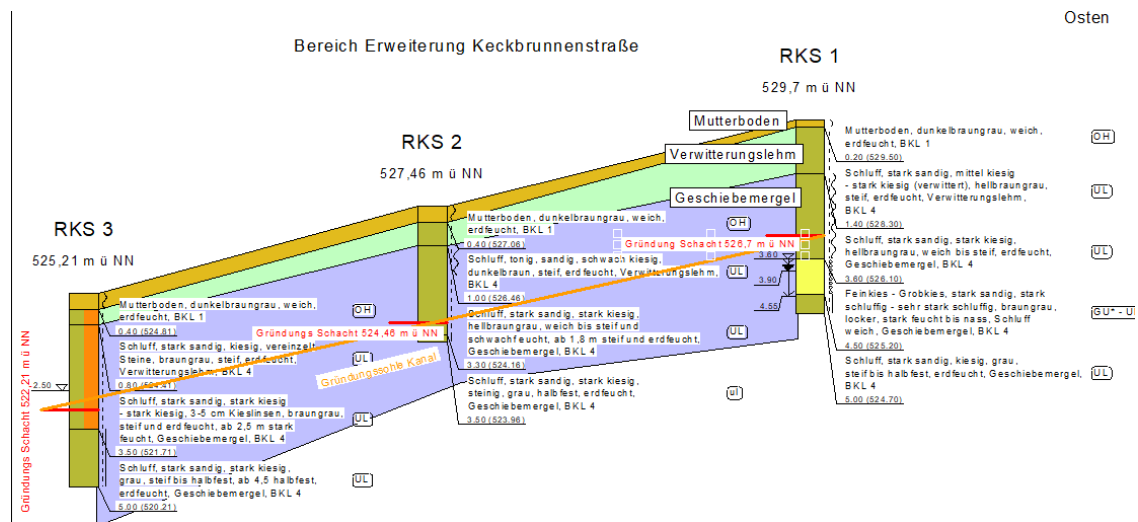 Osten
Bereich Erweiterung Keckbrunnenstraße
RKS 1
529,7 m ü NN
Mutterboden
Verwitterungslehm
Geschiebemergel
Mutterboden, dunkelbraungrau, weich,
erdfeucht, BKL 1
0.20 (529.50)
OH
Schluff, stark sandig, mittel kiesig
- stark kiesig (verwittert), hellbraungrau,
steif, erdfeucht, Verwitterungslehm,
BKL 4
1.40 (528.30)
UL
Schluff, stark sandig, stark kiesig,
hellbraungrau, weich bis steif, erdfeucht,
Geschiebemergel, BKL 4
3.60 (526.10)
UL
Feinkies - Grobkies, stark sandig, stark
schluffig - sehr stark schluffig, braungrau,
locker, stark feucht bis nass, Schluff
weich, Geschiebemergel, BKL 4
4.50 (525.20)
GU* - U
Schluff, stark sandig, kiesig, grau,
steif bis halbfest, erdfeucht, Geschiebemergel,
BKL 4
5.00 (524.70)
UL
Gründung Schacht 526,7 m ü NN
3.60
3.90
4.55
RKS 2
527,46 m ü NN
Mutterboden, dunkelbraungrau, weich,
erdfeucht, BKL 1
0.40 (527.06)
OH
Schluff, tonig, sandig, schwach kiesig,
dunkelbraun, steif, erdfeucht, Verwitterungslehm,
BKL 4
1.00 (526.46)
UL
Schluff, stark sandig, stark kiesig,
hellbraungrau, weich bis steif und
schwach feucht, ab 1,8 m steif und erdfeucht,
Geschiebemergel, BKL 4
3.30 (524.16)
UL
Schluff, stark sandig, stark kiesig,
steinig, grau, halbfest, erdfeucht,
Geschiebemergel, BKL 4
3.50 (523.96)
ul
Gründungs Schacht 524,46 m ü NN
Gründungssohle Kanal
RKS 3
525,21 m ü NN
Mutterboden, dunkelbraungrau, weich,
erdfeucht, BKL 1
0.40 (524.81)
OH
Schluff, stark sandig, kiesig, vereinzelt
Steine, braungrau, steif, erdfeucht,
Verwitterungslehm, BKL 4
0.80 (524.41)
UL
Schluff, stark sandig, stark kiesig
- stark kiesig, 3-5 cm Kieslinsen, braungrau,
steif und erdfeucht, ab 2,5 m stark
feucht, Geschiebemergel, BKL 4
3.50 (521.71)
UL
Schluff, stark sandig, stark kiesig,
grau, steif bis halbfest, ab 4,5 halbfest,
erdfeucht, Geschiebemergel, BKL 4
5.00 (520.21)
UL
2.50
Gründungs Schacht 522,21 m ü NN